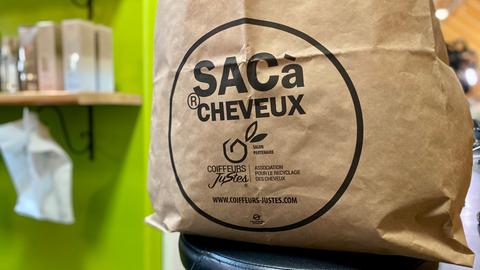 SACà
® CHEVEUX
SALON
PARTENAIRE
COIFFEURS
JUSTES ®
ASSOCIATION
POUR LE RECYCLAGE
DES CHEVEUX
WWW.COIFFEURS-JUSTES.COM